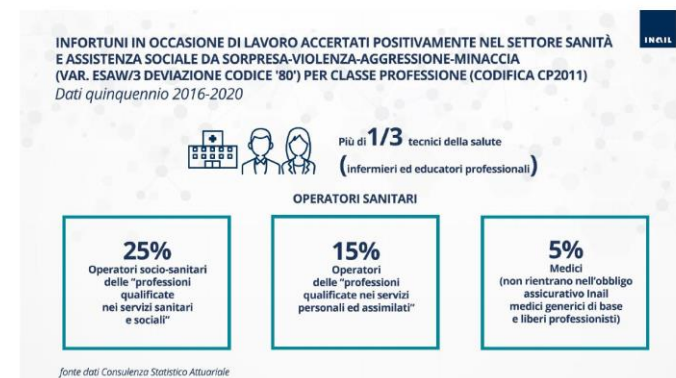 INAIL
INFORTUNI IN OCCASIONE DI LAVORO ACCERTATI POSITIVAMENTE NEL SETTORE SANITÀ
E ASSISTENZA SOCIALE DA SORPRESA-VIOLENZA-AGGRESSIONE-MINACCIA
(VAR. ESAW/3 DEVIAZIONE CODICE '80') PER CLASSE PROFESSIONE (CODIFICA CP2011)
Dati quinquennio 2016-2020
Più di 1/3 tecnici della salute
(infermieri ed educatori professionali)
OPERATORI SANITARI
25%
Operatori socio-sanitari
delle "professioni
qualificate
nei servizi sanitari
e sociali"
15%
Operatori
delle "professioni
qualificate nei servizi
personali ed assimilati"
5%
Medici
(non rientrano nell'obbligo
assicurativo Inail
medici generici di base
e liberi professionisti)
fonte dati Consulenza Statistico Attuariale